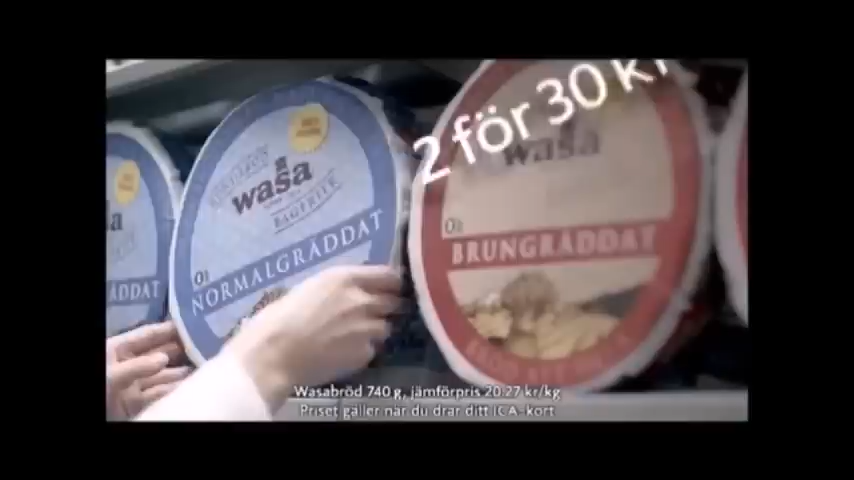 2 för 30 kr
wasa
BAGERIER
NORMALGRÄDDAT
wasa
BRUNGRÄDDAT
ÄDDAT
Wasabröd 740 g, jämförpris 20.27 kr/kg
Priset gäller när du drar ditt ICA-kort